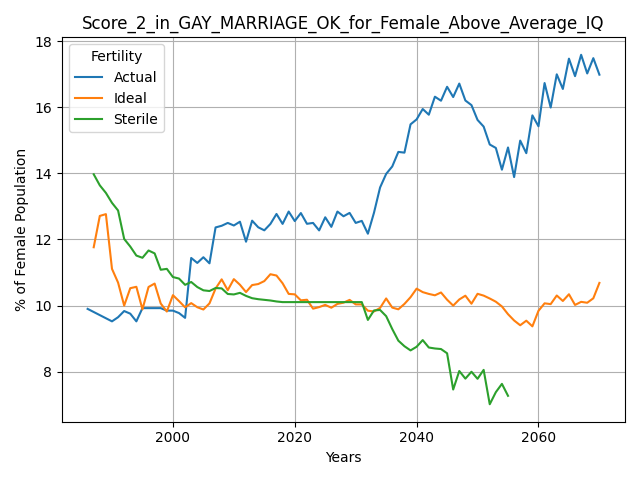 Score_2_in_GAY_MARRIAGE_OK_for_Female_Above_Average_IQ
% of Female Population
18
16
14
12
10
8
Fertility
Actual
Ideal
Sterile
2000 2020 2040 2060
Years